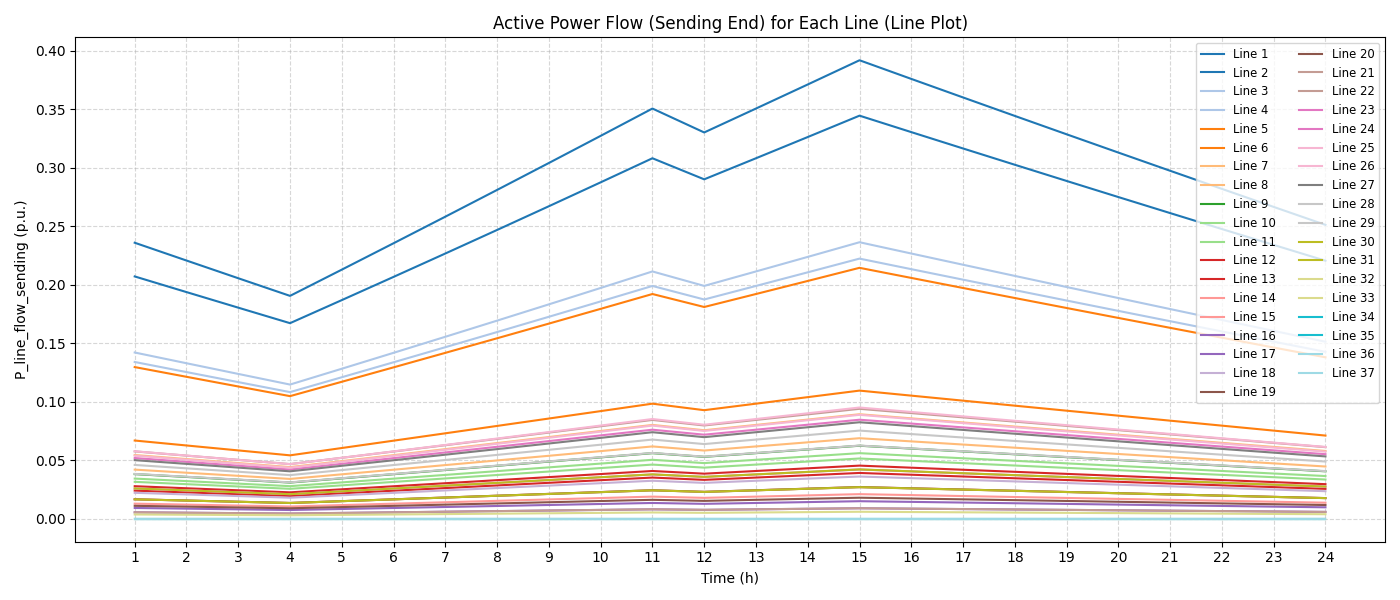 Active Power Flow (Sending End) for Each Line (Line Plot)
P_line_flow_sending (p.u.)
0.40
0.35
0.30
0.25
0.20
0.15
0.10
0.05
0.00
1 2 3 4 5 6 7 8 9 10 11 12 13 14 15 16 17 18 19 20 21 22 23 24
Time (h)
Line 1
Line 2
Line 3
Line 4
Line 5
Line 6
Line 7
Line 8
Line 9
Line 10
Line 11
Line 12
Line 13
Line 14
Line 15
Line 16
Line 17
Line 18
Line 19
Line 20
Line 21
Line 22
Line 23
Line 24
Line 25
Line 26
Line 27
Line 28
Line 29
Line 30
Line 31
Line 32
Line 33
Line 34
Line 35
Line 36
Line 37